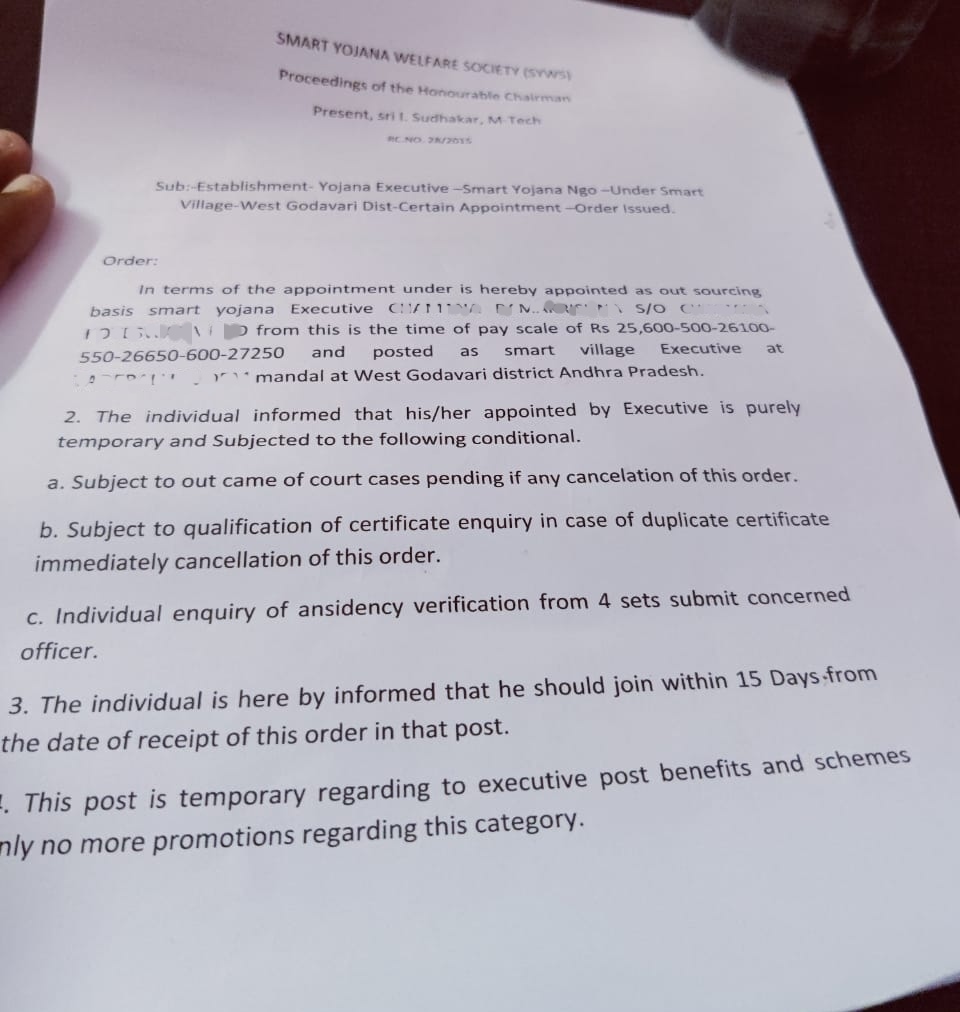 SMART YOJANA WELFARE SOCIETY (SYWS)
Proceedings of the Honourable Chairman
Present, sri I. Sudhakar, M-Tech
RC.NO. 28/2015
Sub:-Establishment- Yojana Executive –Smart Yojana Ngo –Under Smart
Village-West Godavari Dist-Certain Appointment –Order Issued.
Order:
In terms of the appointment under is hereby appointed as out sourcing
basis smart yojana Executive S/O
from this is the time of pay scale of Rs 25,600-500-26100-
550-26650-600-27250 and posted as smart village Executive at
mandal at West Godavari district Andhra Pradesh.
2. The individual informed that his/her appointed by Executive is purely
temporary and Subjected to the following conditional.
a. Subject to out came of court cases pending if any cancelation of this order.
b. Subject to qualification of certificate enquiry in case of duplicate certificate
immediately cancellation of this order.
c. Individual enquiry of ansidency verification from 4 sets submit concerned
officer.
3. The individual is here by informed that he should join within 15 Days from
the date of receipt of this order in that post.
. This post is temporary regarding to executive post benefits and schemes
nly no more promotions regarding this category.